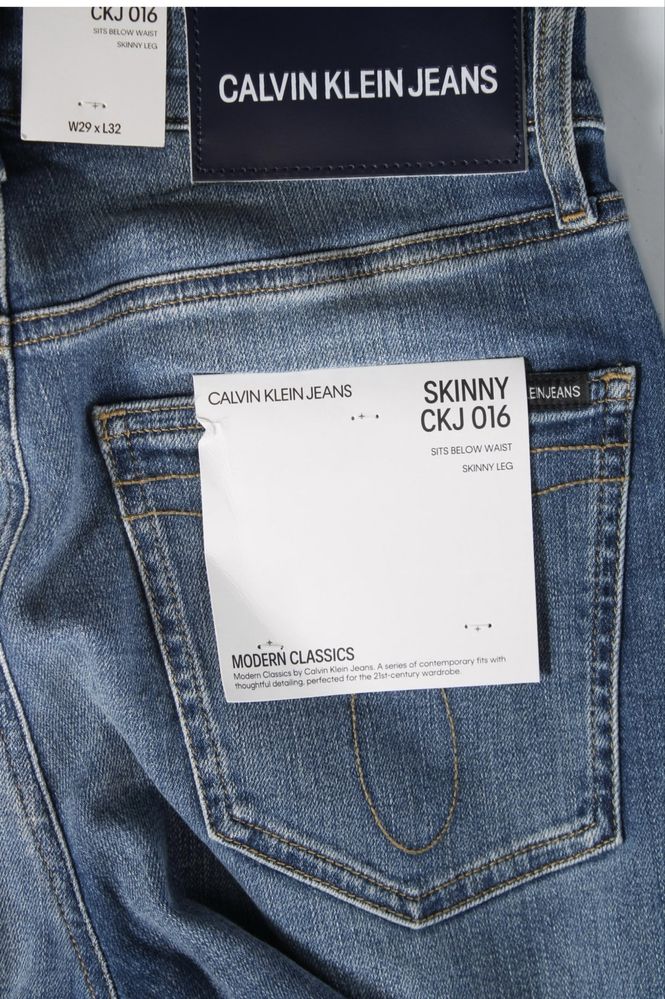 CKJ 016
SITS BELOW WAIST
SKINNY LEG
W29 x L32
CALVIN KLEIN JEANS
CALVIN KLEIN JEANS
SKINNY
CKJ 016
SITS BELOW WAIST
SKINNY LEG
EINJEANS
MODERN CLASSICS
Modern Classics by Calvin Klein Jeans. A series of contemporary fits with
thoughtful detailing, perfected for the 21st-century wardrobe.